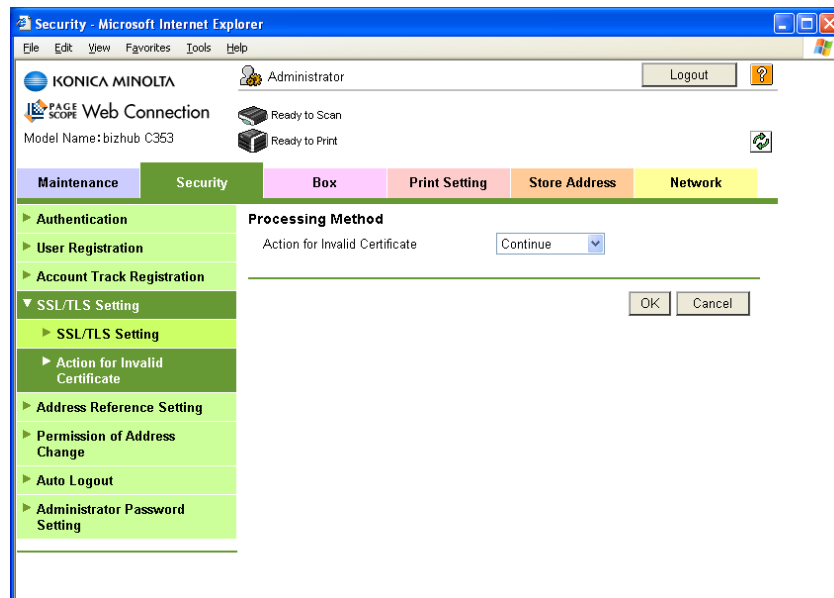 Security - Microsoft Internet Explorer
File Edit View Favorites Tools Help
KONICA MINOLTA
Administrator
Logout
?
PAGE SCOPE Web Connection
Ready to Scan
Model Name:bizhub C353
Ready to Print
Maintenance Security Box Print Setting Store Address Network
Authentication
User Registration
Account Track Registration
SSL/TLS Setting
SSL/TLS Setting
Action for Invalid
Certificate
Address Reference Setting
Permission of Address
Change
Auto Logout
Administrator Password
Setting
Processing Method
Action for Invalid Certificate Continue
OK Cancel